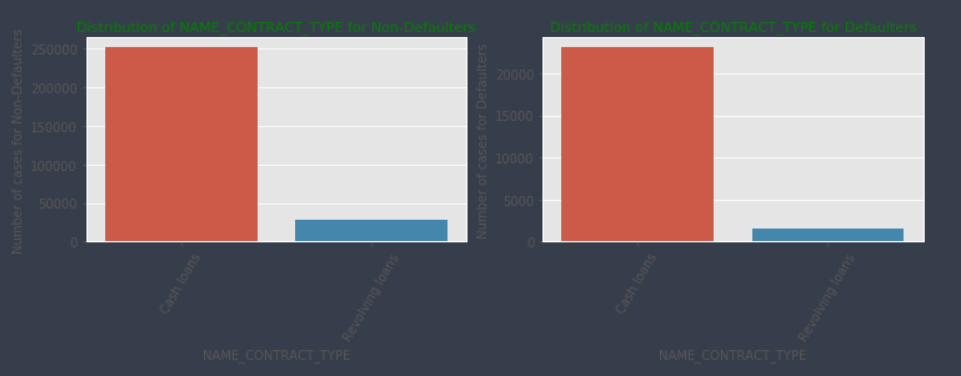 Distribution of NAME_CONTRACT_TYPE for Non-Defaulters
Number of cases for Non-Defaulters
250000
200000
150000
100000
50000
0
Cash loans
Revolving loans
NAME_CONTRACT_TYPE
Distribution of NAME_CONTRACT_TYPE for Defaulters
Number of cases for Defaulters
20000
15000
10000
5000
0
Cash loans
Revolving loans
NAME_CONTRACT_TYPE